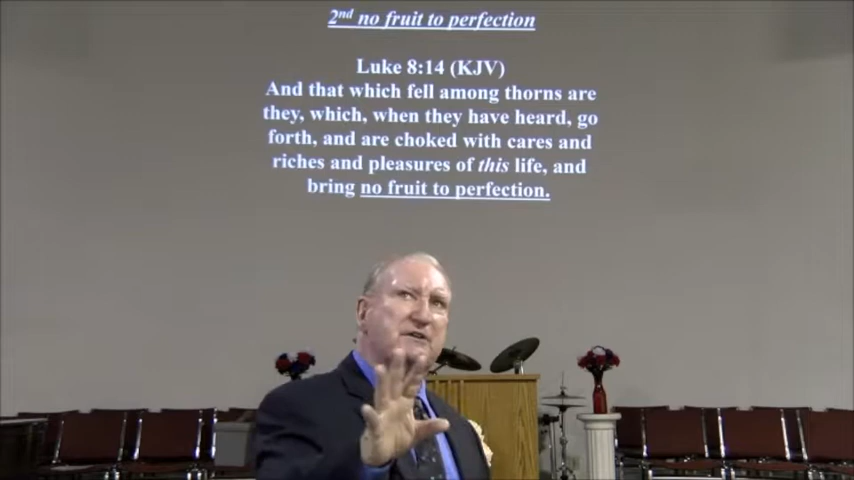 2nd no fruit to perfection
Luke 8:14 (KJV)
And that which fell among thorns are
they, which, when they have heard, go
forth, and are choked with cares and
riches and pleasures of this life, and
bring no fruit to perfection.